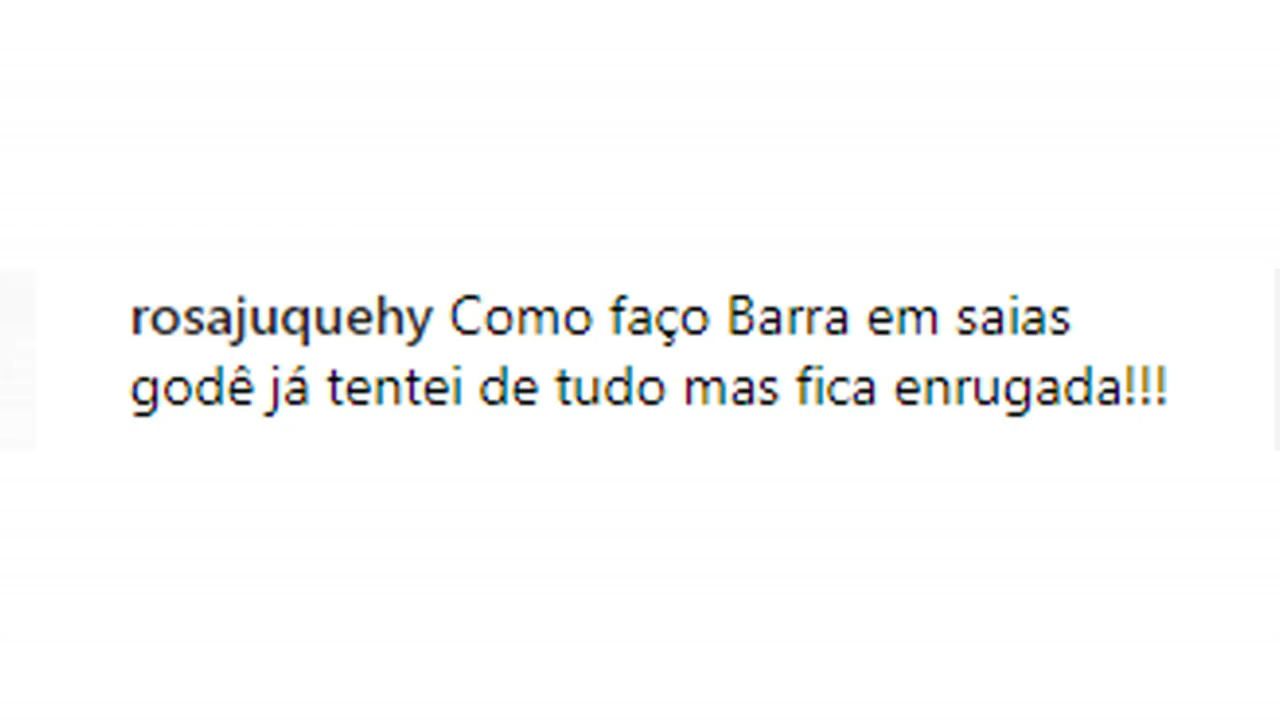 rosajuquehy Como faço Barra em saias
godê já tentei de tudo mas fica enrugada!!!